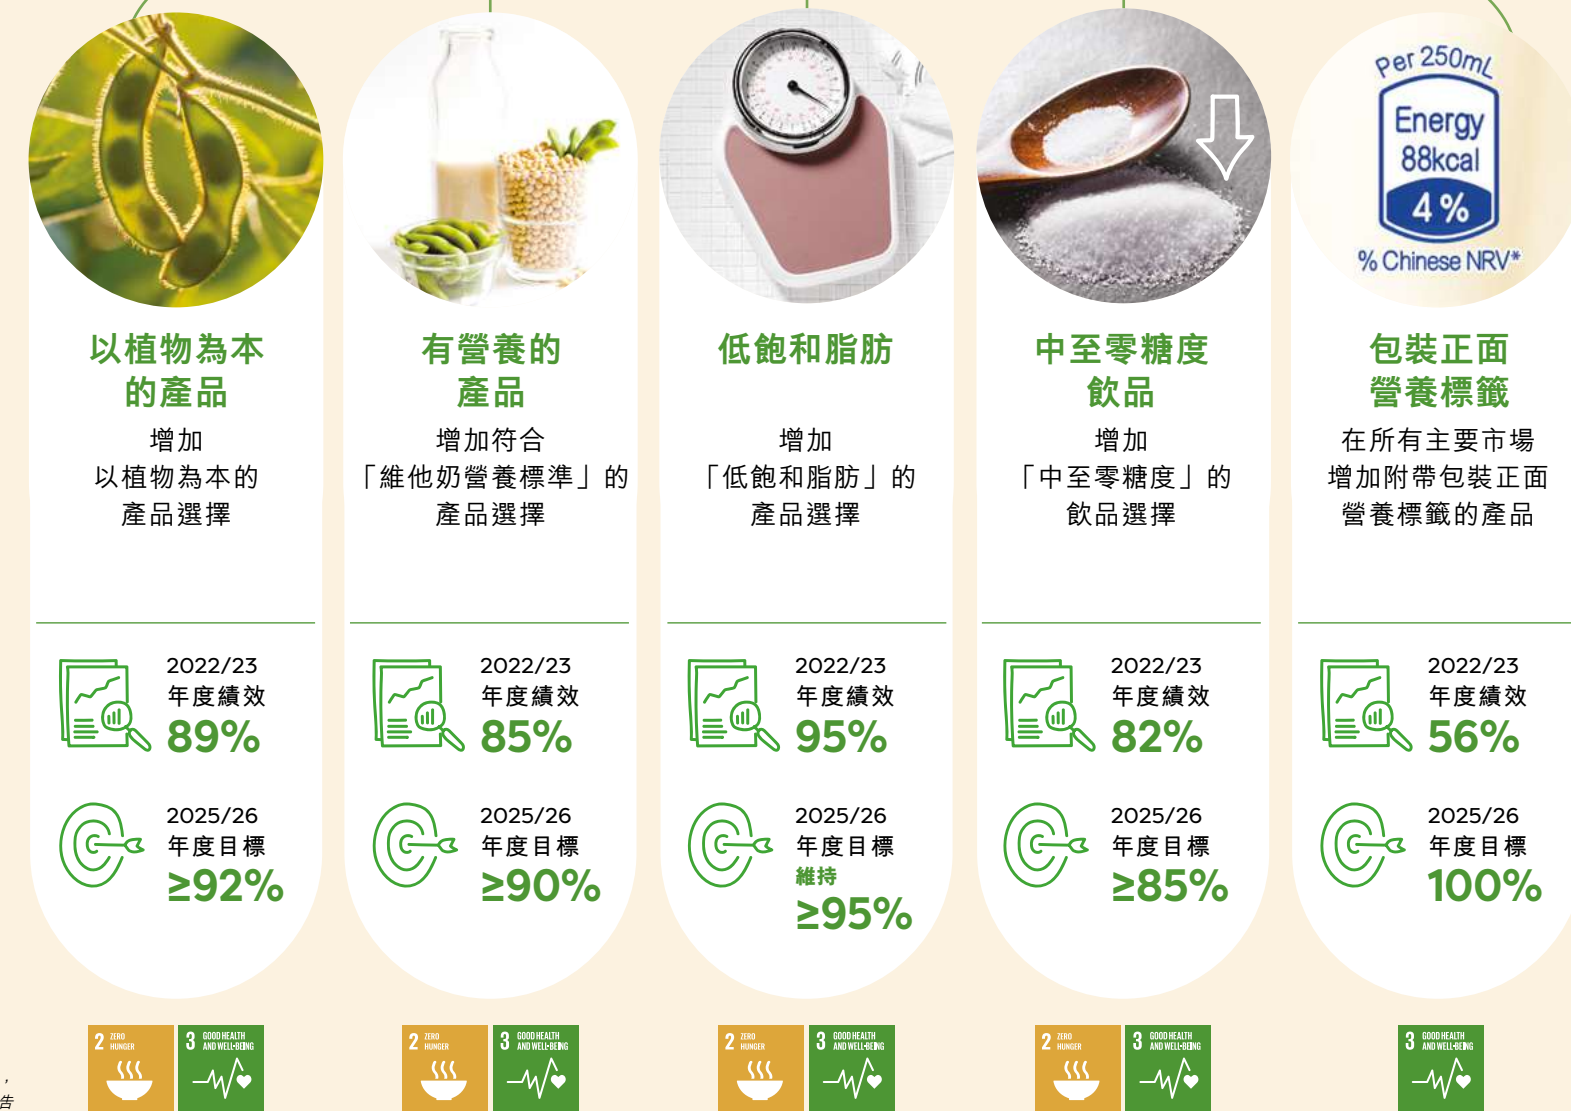 Per 250mL
Energy
88kcal
4%
% Chinese NRV*
以植物為本
的產品
增加
以植物為本的
產品選擇
2022/23
年度績效
89%
2025/26
年度目標
≥92%
2 ZERO
HUNGER
3 GOOD HEALTH
AND WELL-BEING
有營養的
產品
增加符合
「維他奶營養標準」的
產品選擇
2022/23
年度績效
85%
2025/26
年度目標
≥90%
2 ZERO
HUNGER
3 GOOD HEALTH
AND WELL-BEING
低飽和脂肪
增加
「低飽和脂肪」的
產品選擇
2022/23
年度績效
95%
2025/26
年度目標
維持
≥95%
2 ZERO
HUNGER
3 GOOD HEALTH
AND WELL-BEING
中至零糖度
飲品
增加
「中至零糖度」的
飲品選擇
2022/23
年度績效
82%
2025/26
年度目標
≥85%
2 ZERO
HUNGER
3 GOOD HEALTH
AND WELL-BEING
包裝正面
營養標籤
在所有主要市場
增加附帶包裝正面
營養標籤的產品
2022/23
年度績效
56%
2025/26
年度目標
100%
3 GOOD HEALTH
AND WELL-BEING
，
告